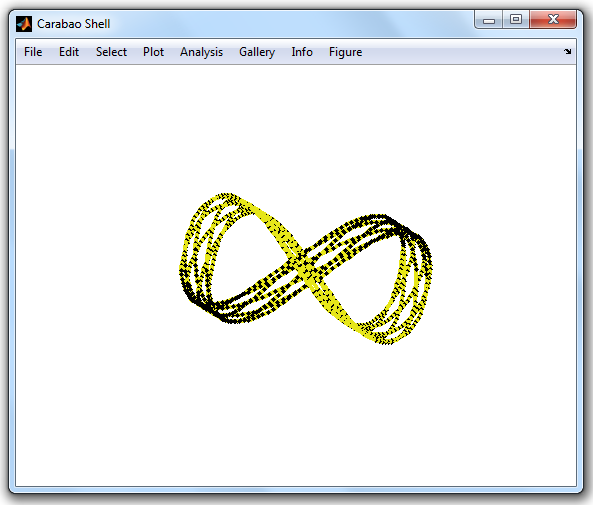 Carabao Shell
File Edit Select Plot Analysis Gallery Info Figure